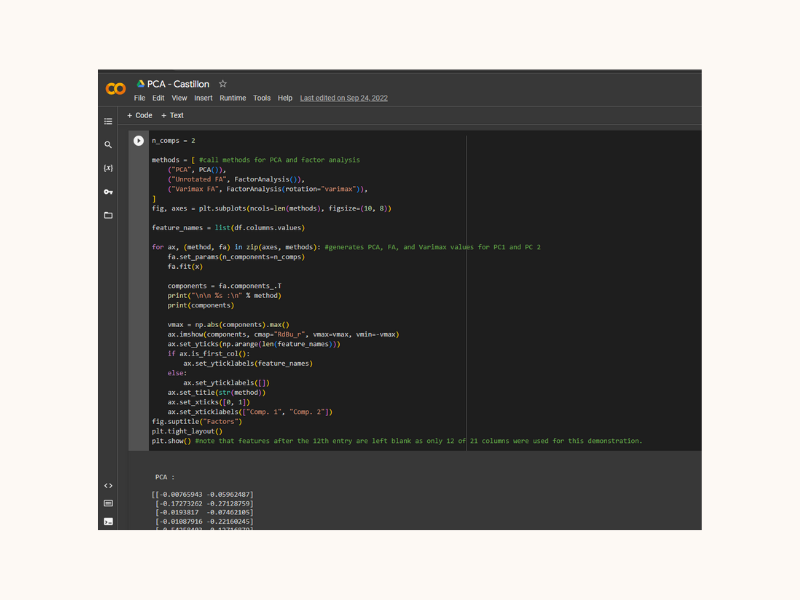 PCA - Castillon
File Edit View Insert Runtime Tools Help Last edited on Sep 24, 2022
+ Code + Text
n_comps = 2
methods = [ #call methods for PCA and factor analysis
("PCA", PCA()),
("Unrotated FA", FactorAnalysis()),
("Varimax FA", FactorAnalysis(rotation="varimax")),
]
fig, axes = plt.subplots(ncols=len(methods), figsize=(10, 8))
feature_names = list(df.columns.values)
for ax, (method, fa) in zip(axes, methods): #generates PCA, FA, and Varimax values for PC1 and PC 2
fa.set_params(n_components=n_comps)
fa.fit(x)
components = fa.components_.T
print("\n\n %s :\n" % method)
print(components)
vmax = np.abs(components).max()
ax.imshow(components, cmap="RdBu_r", vmax=vmax, vmin=-vmax)
ax.set_yticks(np.arange(len(feature_names)))
if ax.is_first_col():
ax.set_yticklabels(feature_names)
else:
ax.set_yticklabels([])
ax.set_title(str(method))
ax.set_xticks([0, 1])
ax.set_xticklabels(["Comp. 1", "Comp. 2"])
fig.suptitle("Factors")
plt.tight_layout()
plt.show() #note that features after the 12th entry are left blank as only 12 of 21 columns were used for this demonstration.
PCA :
[[-0.00765943 -0.05962487]
[-0.17273262 -0.27128759]
[-0.0193817 -0.07462105]
[-0.01087916 -0.22160245]